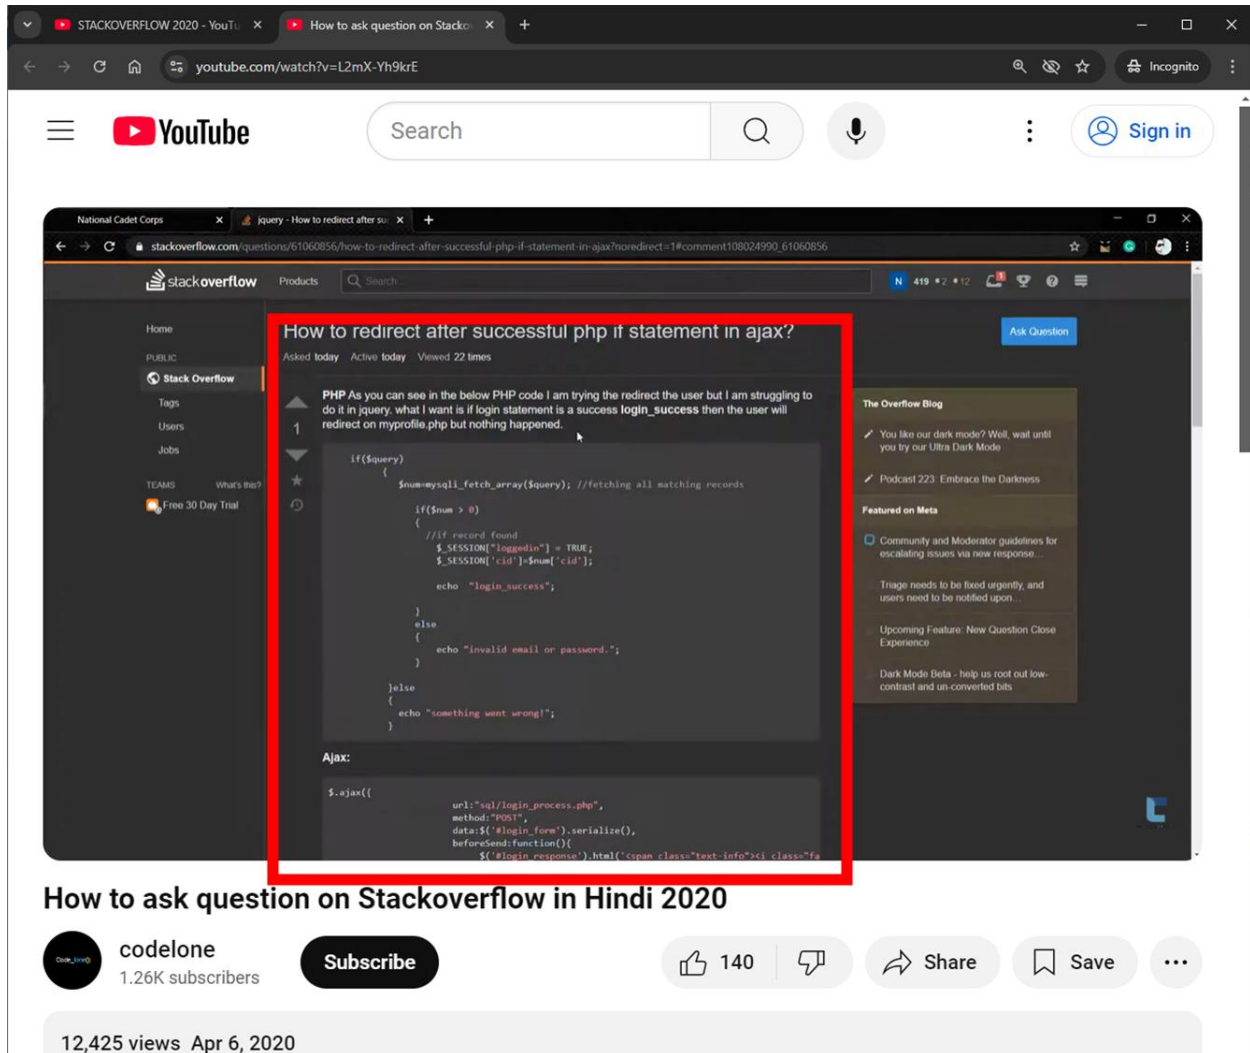 STACKOVERFLOW 2020 - YouTu
How to ask question on Stacko
youtube.com/watch?v=L2mX-Yh9krE
Incognito
YouTube
Search
Sign in
National Cadet Corps
jquery - How to redirect after su
stackoverflow.com/questions/61060856/how-to-redirect-after-successful-php-if-statement-in-ajax?noredirect=1#comment108024990_61060856
stackoverflow
Products
Search...
N 419 2 12
1
Home
PUBLIC
Stack Overflow
Tags
Users
Jobs
TEAMS What's this?
Free 30 Day Trial
How to redirect after successful php if statement in ajax?
Asked today Active today Viewed 22 times
Ask Question
1
PHP As you can see in the below PHP code I am trying the redirect the user but I am struggling to
do it in jquery. what I want is if login statement is a success login_success then the user will
redirect on myprofile.php but nothing happened.
if($query)
{
$num=mysqli_fetch_array($query); //fetching all matching records
if($num > 0)
{
//if record found
$_SESSION["loggedin"] = TRUE;
$_SESSION['cid']=$num['cid'];
echo "login_success";
}
else
{
echo "invalid email or password.";
}
}else
{
echo "something went wrong!";
}
Ajax:
$.ajax({
url:"sql/login_process.php",
method:"POST",
data:$('#login_form').serialize(),
beforeSend:function(){
$('#login_response').html('<span class="text-info"><i class="fa
The Overflow Blog
You like our dark mode? Well, wait until
you try our Ultra Dark Mode
Podcast 223: Embrace the Darkness
Featured on Meta
Community and Moderator guidelines for
escalating issues via new response...
Triage needs to be fixed urgently, and
users need to be notified upon...
Upcoming Feature: New Question Close
Experience
Dark Mode Beta - help us root out low-
contrast and un-converted bits
How to ask question on Stackoverflow in Hindi 2020
codelone
1.26K subscribers
Subscribe
140
Share
Save
12,425 views Apr 6, 2020